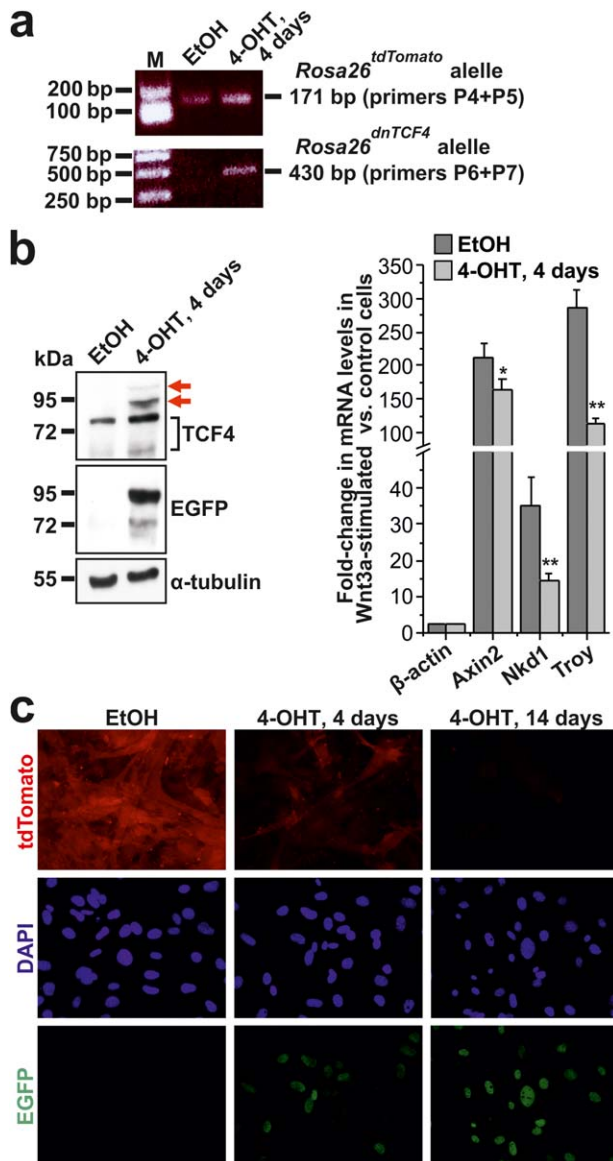 a
M
EtOH
4-OHT, 4 days
200 bp
100 bp
Rosa26tdTomato alelle
171 bp (primers P4+P5)
750 bp
500 bp
250 bp
Rosa26dnTCF4 alelle
430 bp (primers P6+P7)
b
EtOH
4-OHT, 4 days
kDa
95
72
TCF4
95
72
EGFP
55
α-tubulin
EtOH
4-OHT, 4 days
Fold-change in mRNA levels in
Wnt3a-stimulated vs. control cells
350
300
250
200
150
100
40
30
20
10
0
*
**
**
β-actin
Axin2
Nkd1
Troy
c
EtOH
4-OHT, 4 days
4-OHT, 14 days
tdTomato
DAPI
EGFP